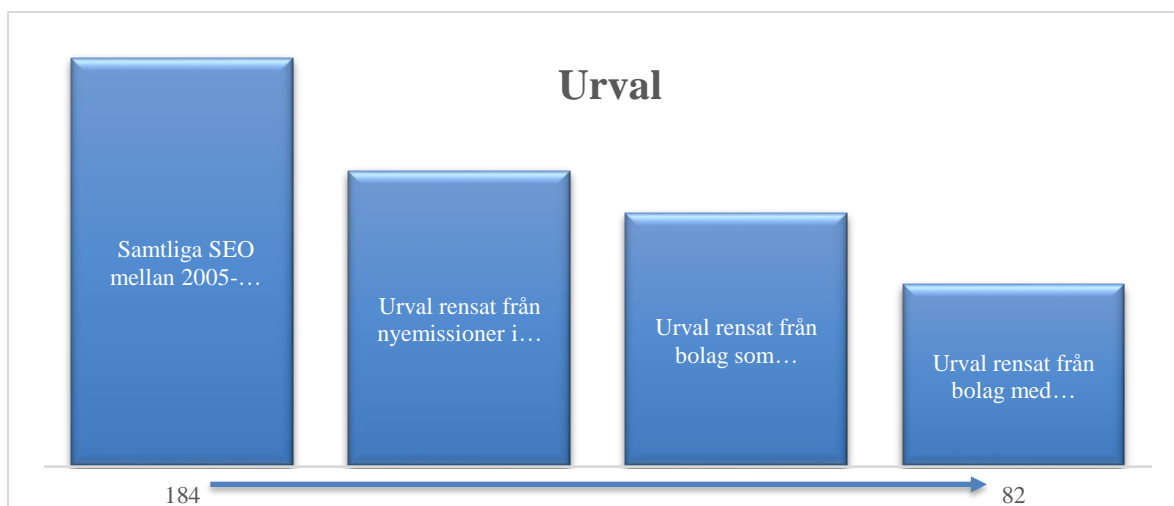 Urval
Samtliga SEO
mellan 2005-…
Urval rensat från
nyemissioner i…
Urval rensat från
bolag som…
Urval rensat från
bolag med…
184
82